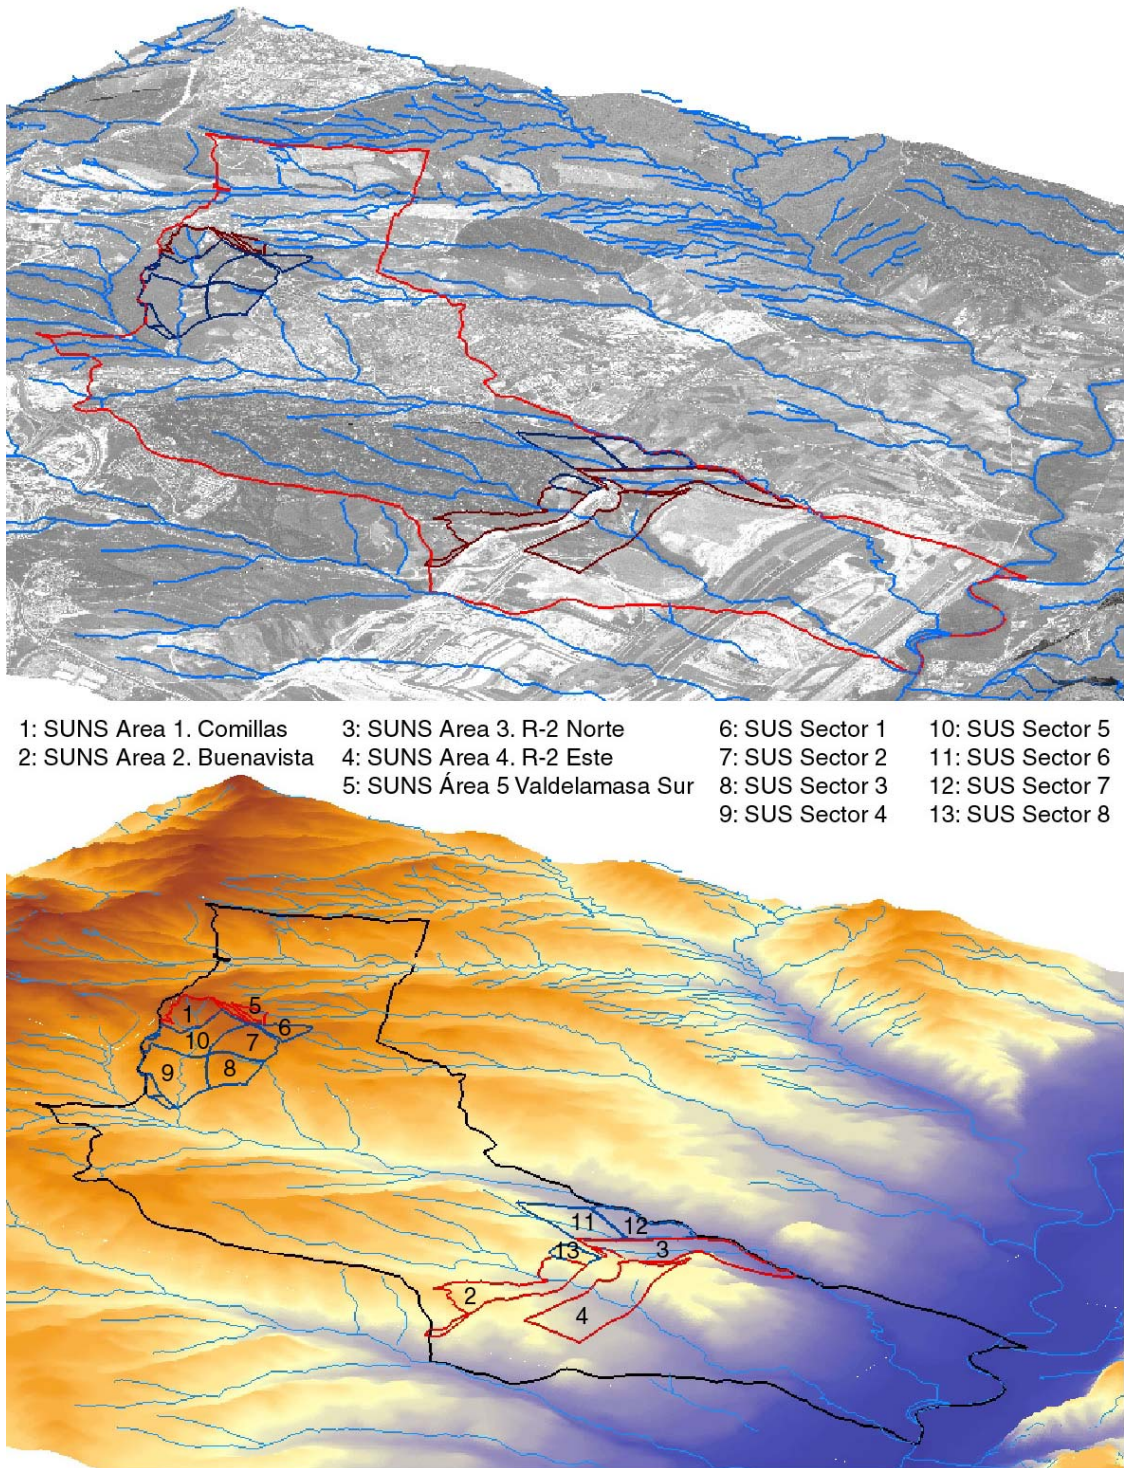 1: SUNS Area 1. Comillas 3: SUNS Area 3. R-2 Norte 6: SUS Sector 1 10: SUS Sector 5
2: SUNS Area 2. Buenavista 4: SUNS Area 4. R-2 Este 7: SUS Sector 2 11: SUS Sector 6
5: SUNS Área 5 Valdelamasa Sur 8: SUS Sector 3 12: SUS Sector 7
9: SUS Sector 4 13: SUS Sector 8
1 5
6
10 7
9 8
11 12
13 3
2
4